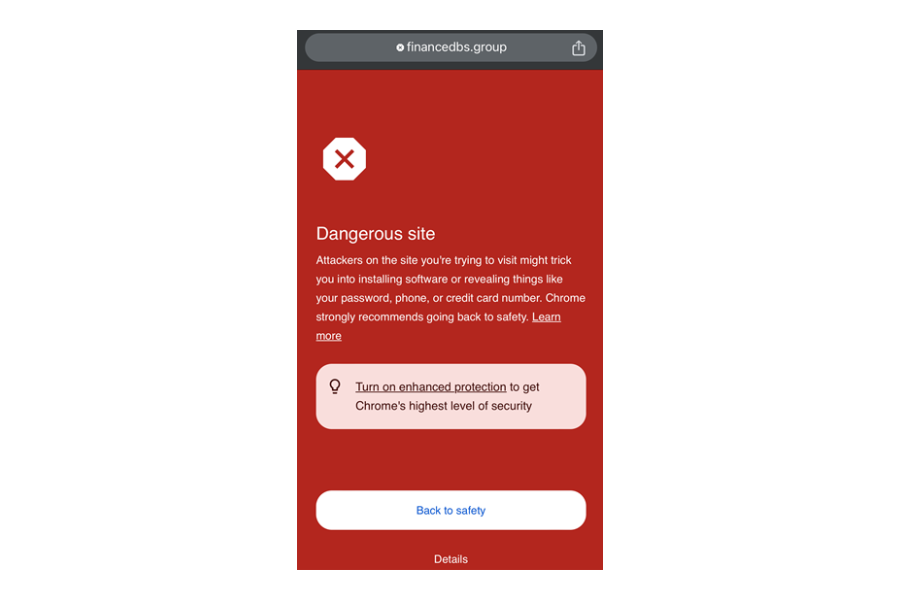 financedbs.group
Dangerous site
Attackers on the site you're trying to visit might trick
you into installing software or revealing things like
your password, phone, or credit card number. Chrome
strongly recommends going back to safety. Learn
more
Turn on enhanced protection to get
Chrome's highest level of security
Back to safety
Details